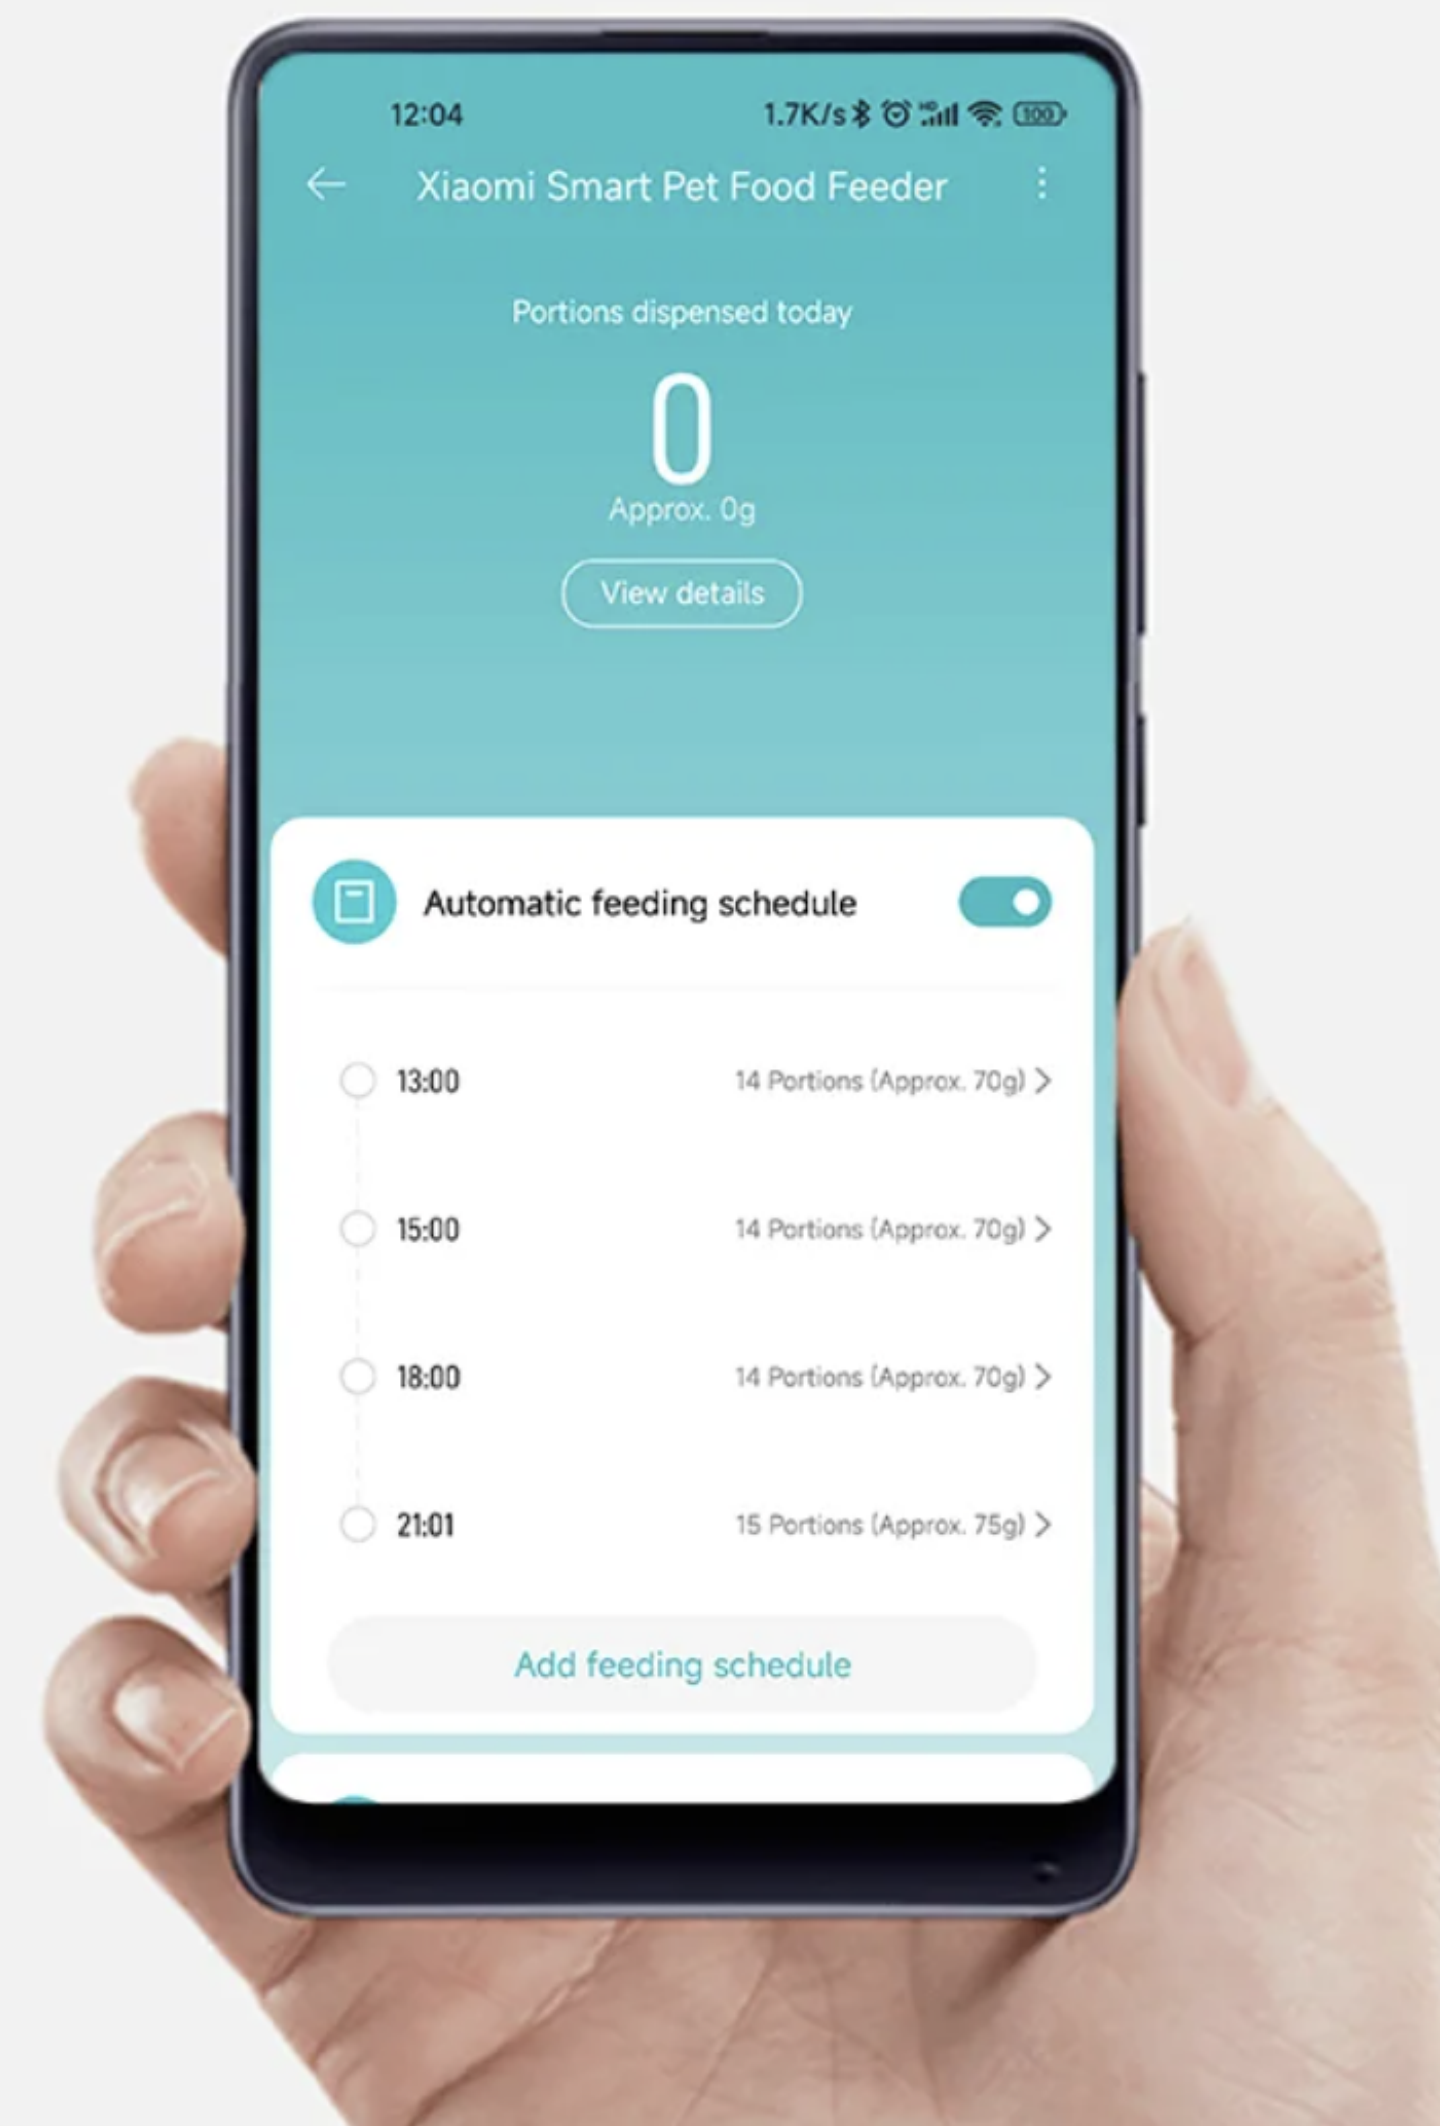 12:04 1.7K/s HD 100
Xiaomi Smart Pet Food Feeder
Portions dispensed today
0
Approx. 0g
View details
Automatic feeding schedule
13:00 14 Portions (Approx. 70g)
15:00 14 Portions (Approx. 70g)
18:00 14 Portions (Approx. 70g)
21:01 15 Portions (Approx. 75g)
Add feeding schedule